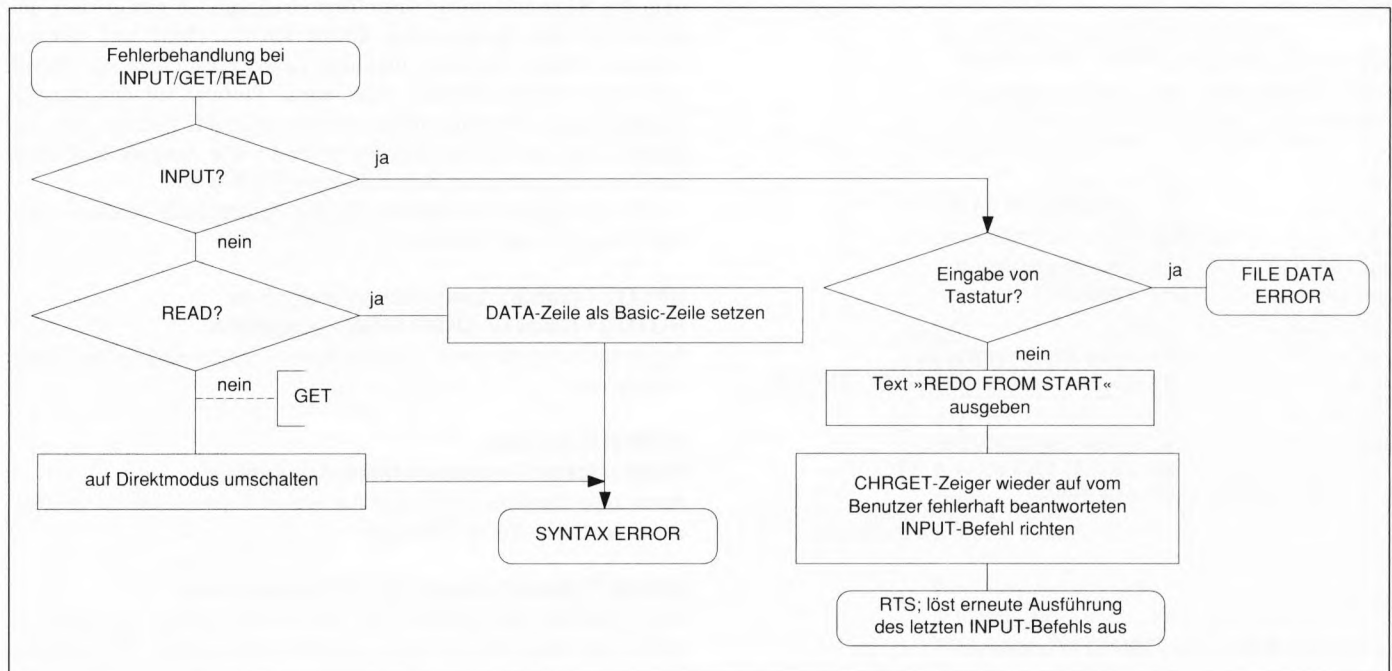 Fehlerbehandlung bei
INPUT/GET/READ
ja
INPUT?
nein
Eingabe von
Tastatur?
ja
FILE DATA
ERROR
READ?
ja
DATA-Zeile als Basic-Zeile setzen
nein
GET
nein
Text »REDO FROM START«
ausgeben
auf Direktmodus umschalten
CHRGET-Zeiger wieder auf vom
Benutzer fehlerhaft beantworteten
INPUT-Befehl richten
SYNTAX ERROR
RTS; löst erneute Ausführung
des letzten INPUT-Befehls aus